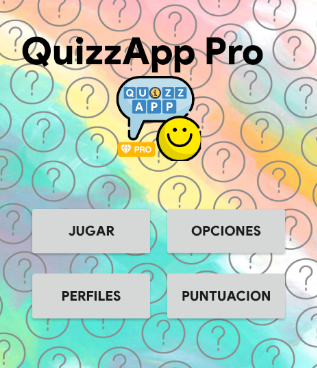 QuizzApp Pro
QUIZZ
APP
PRO
JUGAR
OPCIONES
PERFILES
PUNTUACION